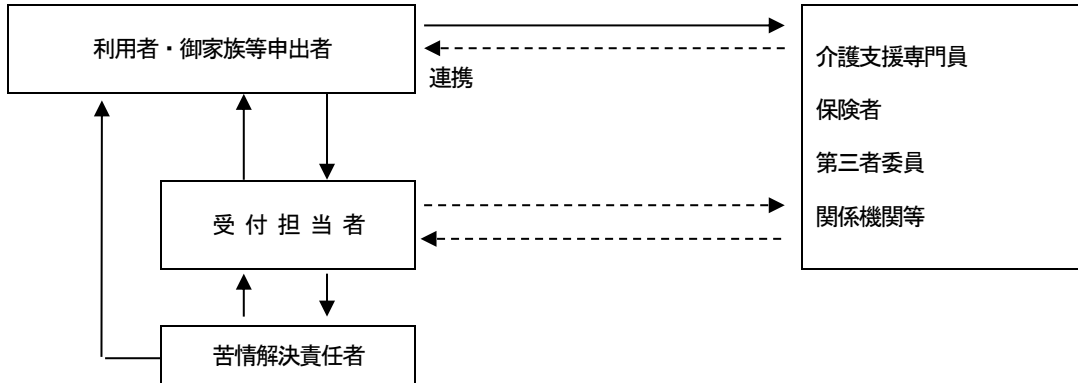 利用者・御家族等申出者
連携
介護支援専門員
保険者
第三者委員
関係機関等
受 付 担 当 者
苦情解決責任者